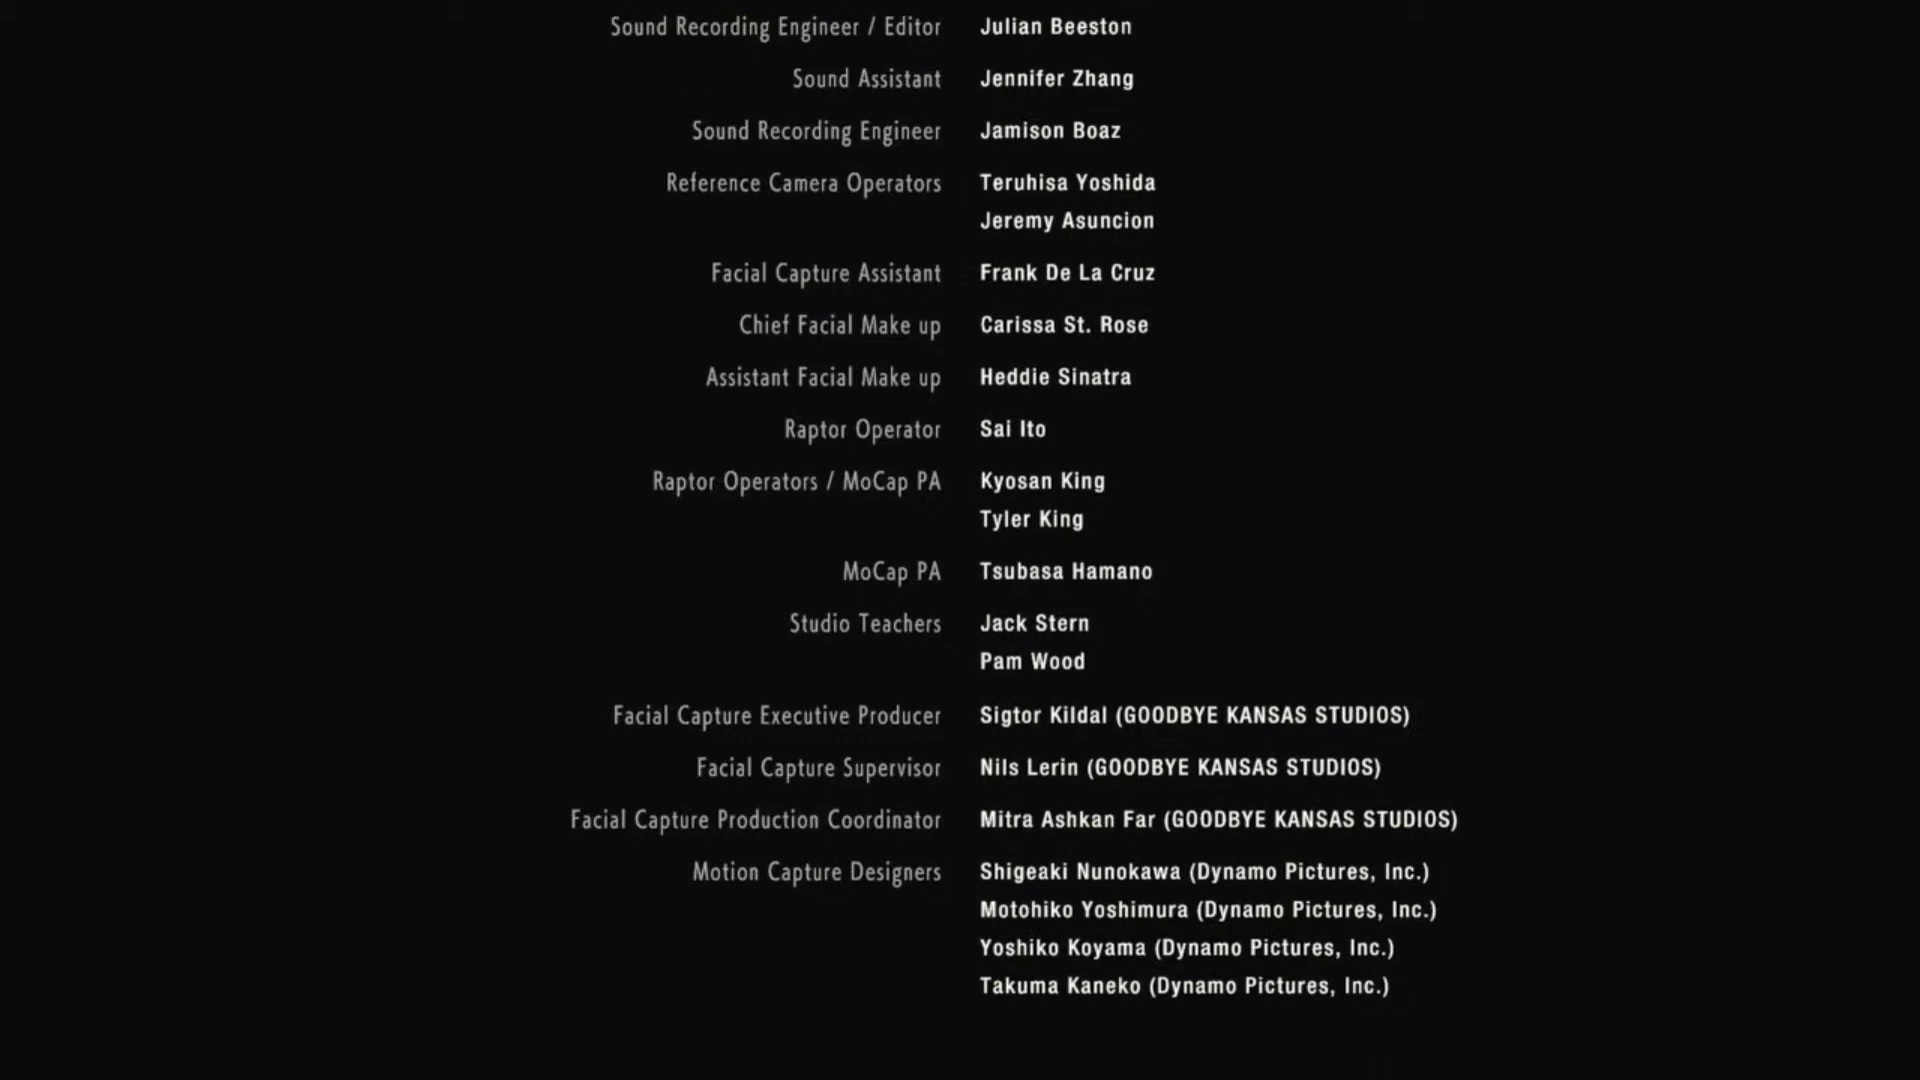 Sound Recording Engineer / Editor Julian Beeston
Sound Assistant Jennifer Zhang
Sound Recording Engineer Jamison Boaz
Reference Camera Operators Teruhisa Yoshida
Jeremy Asuncion
Facial Capture Assistant Frank De La Cruz
Chief Facial Make up Carissa St. Rose
Assistant Facial Make up Heddie Sinatra
Raptor Operator Sai Ito
Raptor Operators / MoCap PA Kyosan King
Tyler King
MoCap PA Tsubasa Hamano
Studio Teachers Jack Stern
Pam Wood
Facial Capture Executive Producer Sigtor Kildal (GOODBYE KANSAS STUDIOS)
Facial Capture Supervisor Nils Lerin (GOODBYE KANSAS STUDIOS)
Facial Capture Production Coordinator Mitra Ashkan Far (GOODBYE KANSAS STUDIOS)
Motion Capture Designers Shigeaki Nunokawa (Dynamo Pictures, Inc.)
Motohiko Yoshimura (Dynamo Pictures, Inc.)
Yoshiko Koyama (Dynamo Pictures, Inc.)
Takuma Kaneko (Dynamo Pictures, Inc.)